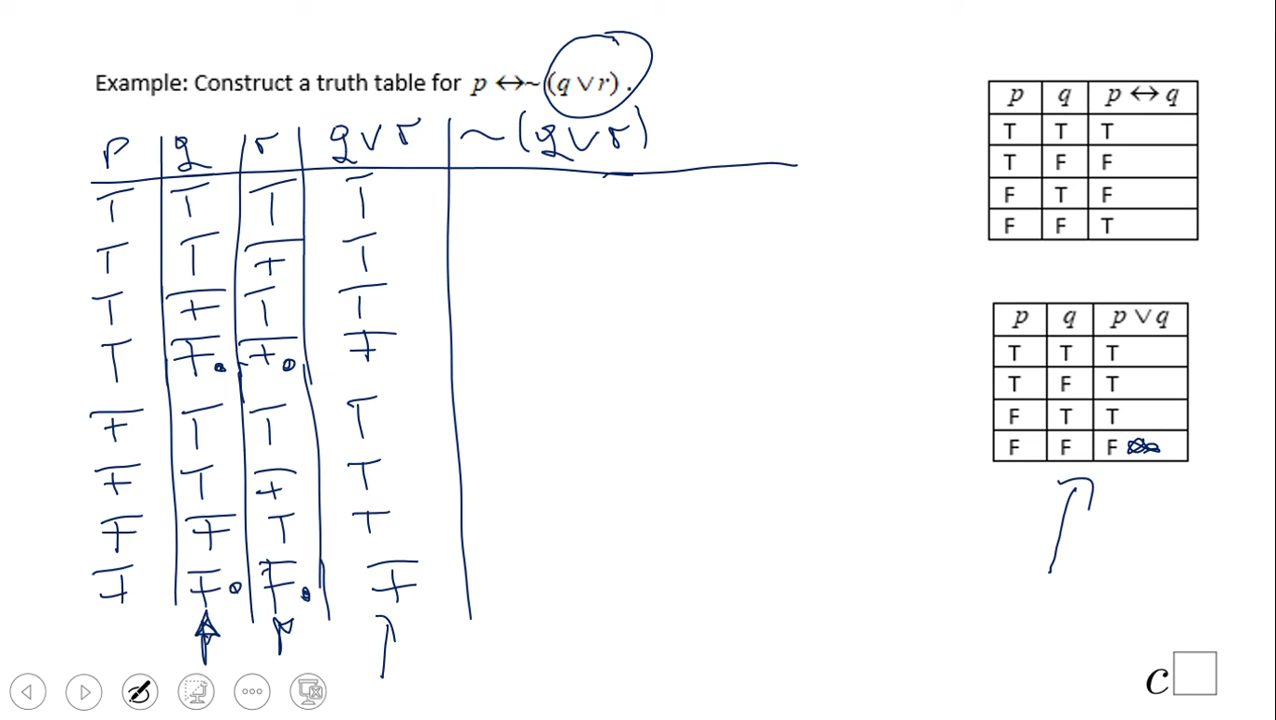 Example: Construct a truth table for p ↔~ (q ∨ r) .
p q r q ∨ r ~ (q ∨ r)
T T T T
T T F T
T F T T
T F F F
F T T T
F T F T
F F T T
F F F F
p q p ↔ q
T T T
T F F
F T F
F F T
p q p ∨ q
T T T
T F T
F T T
F F F
c